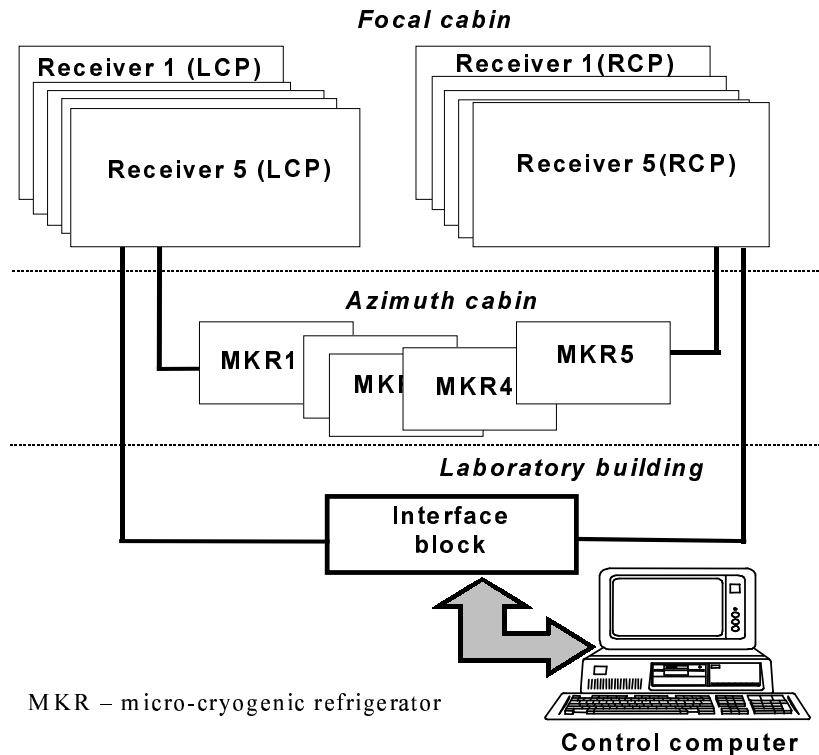 Focal cabin
Receiver 1 (LCP)
Receiver 1(RCP)
Receiver 5 (LCP)
Receiver 5(RCP)
Azimuth cabin
MKR1
MKR4
MKR5
Laboratory building
Interface
block
MKR – micro-cryogenic refrigerator
Control computer